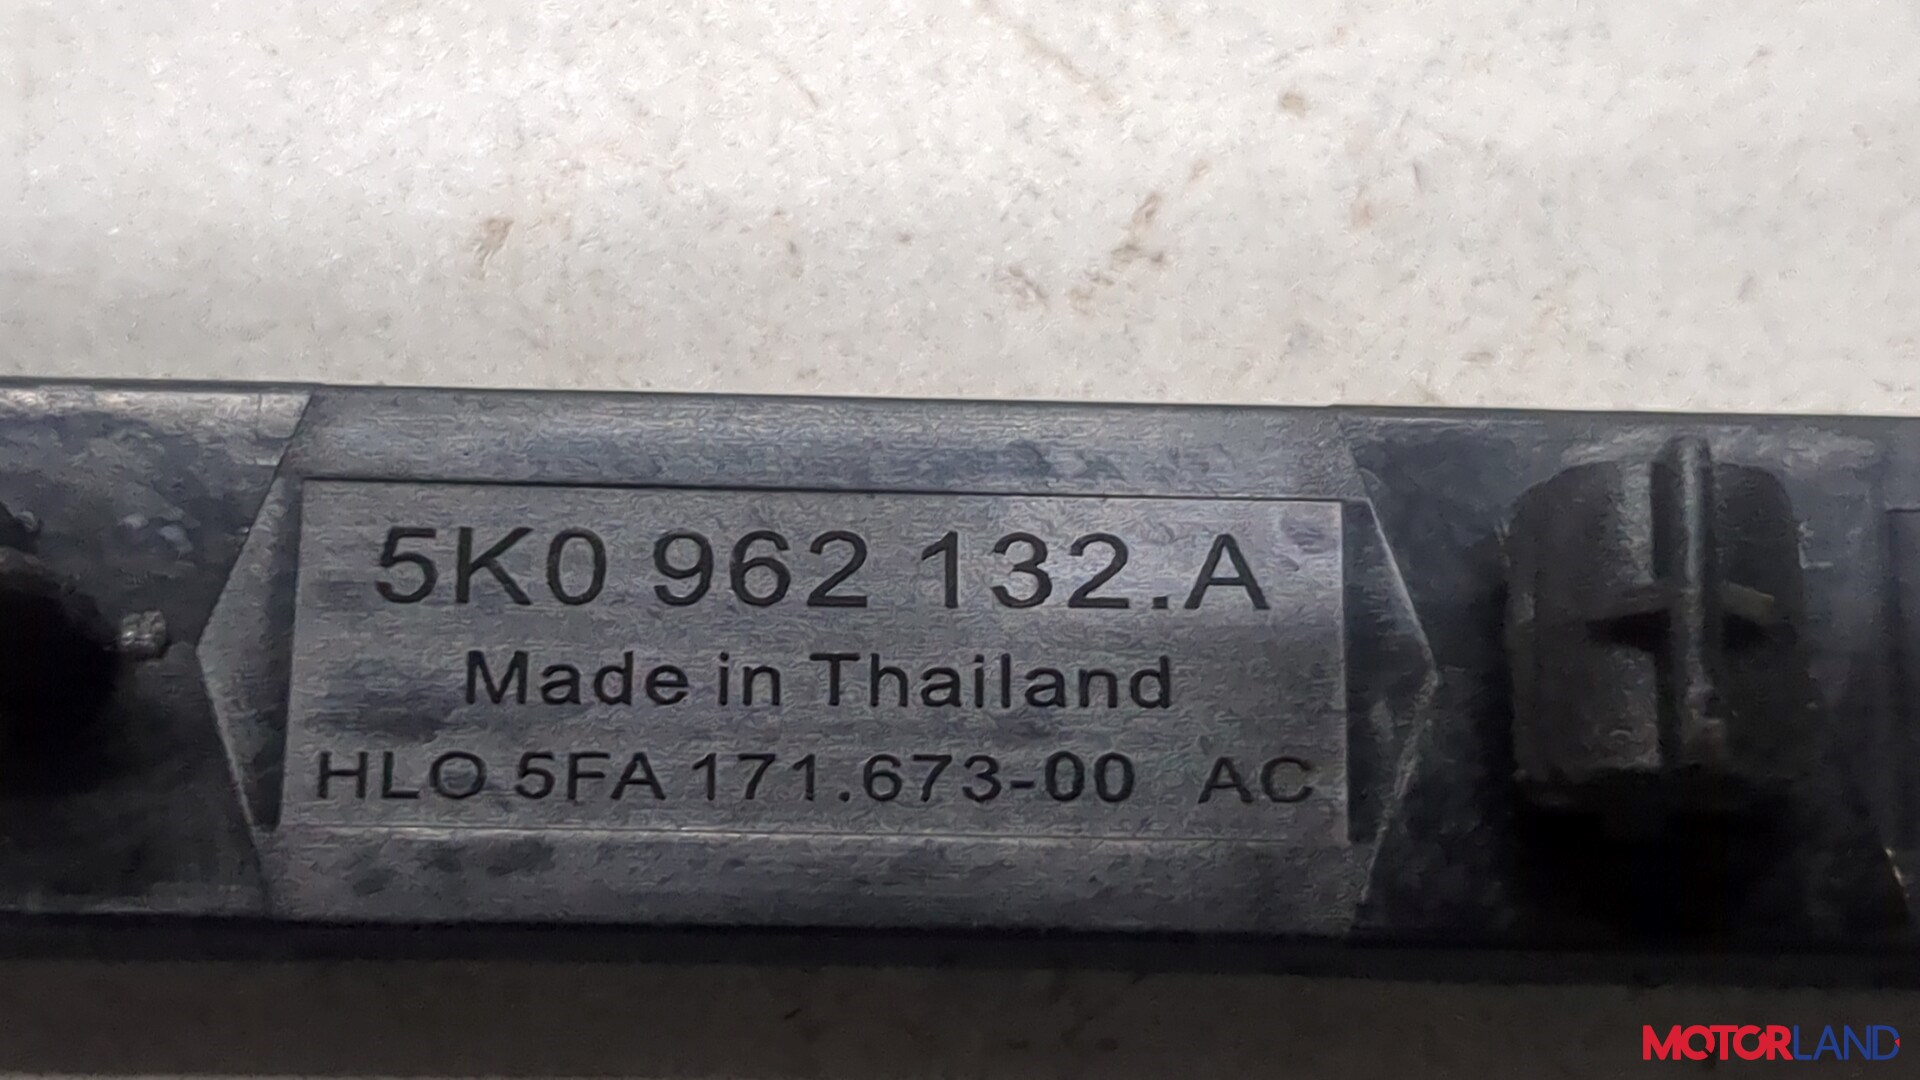 5K0 962 132.A
Made in Thailand
HLO 5FA 171.673-00 AC
MOTORLAND